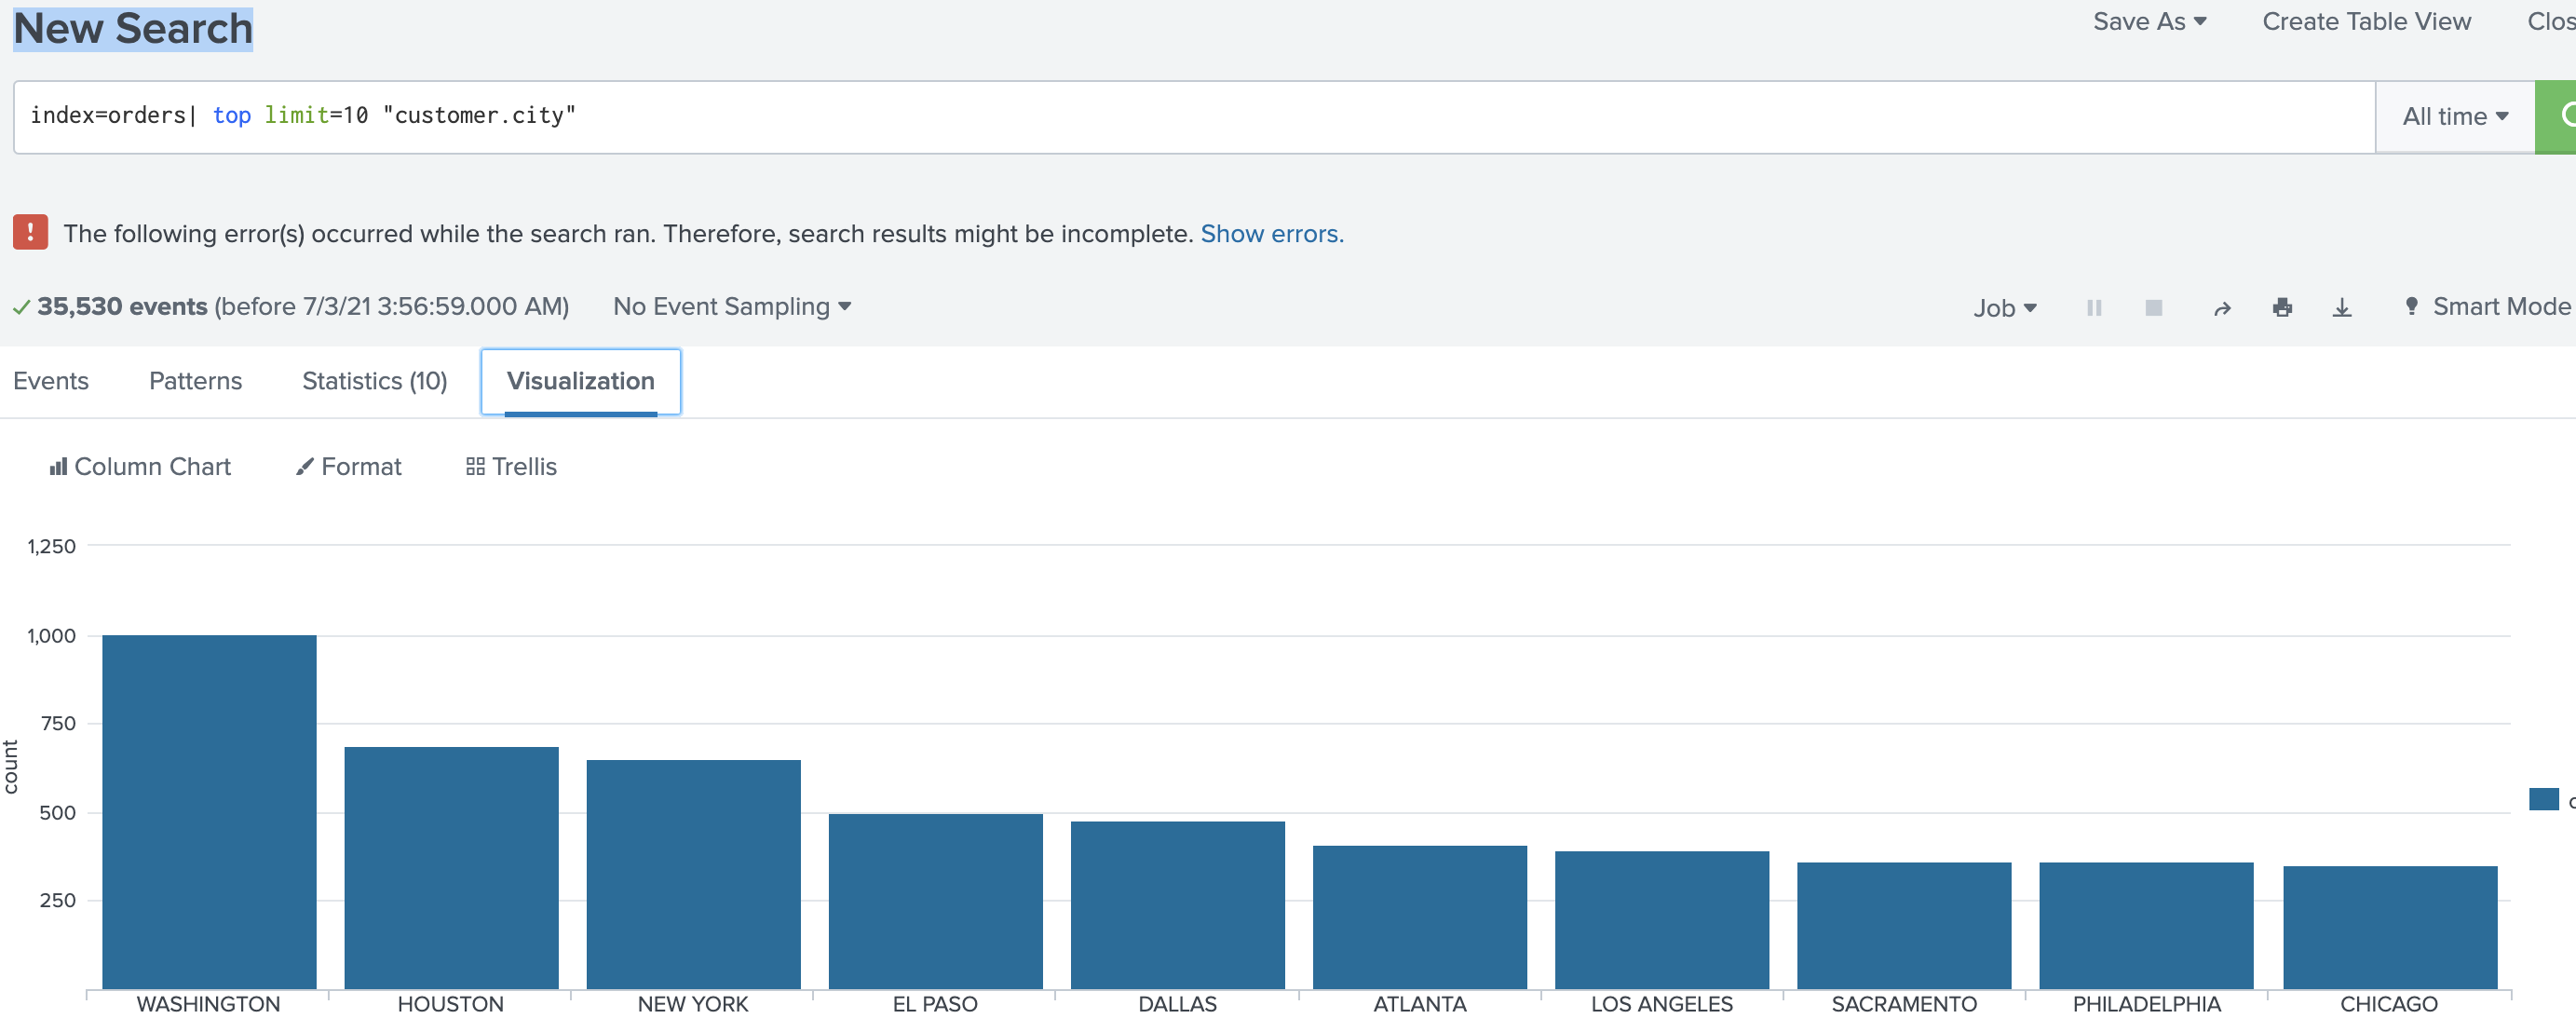 New Search
Save As Create Table View
index=orders| top limit=10 "customer.city"
All time
! The following error(s) occurred while the search ran. Therefore, search results might be incomplete. Show errors.
35,530 events (before 7/3/21 3:56:59.000 AM) No Event Sampling
Job Smart Mode
Events Patterns Statistics (10) Visualization
Column Chart Format Trellis
1,250
1,000
750
500
250
count
WASHINGTON HOUSTON NEW YORK EL PASO DALLAS ATLANTA LOS ANGELES SACRAMENTO PHILADELPHIA CHICAGO